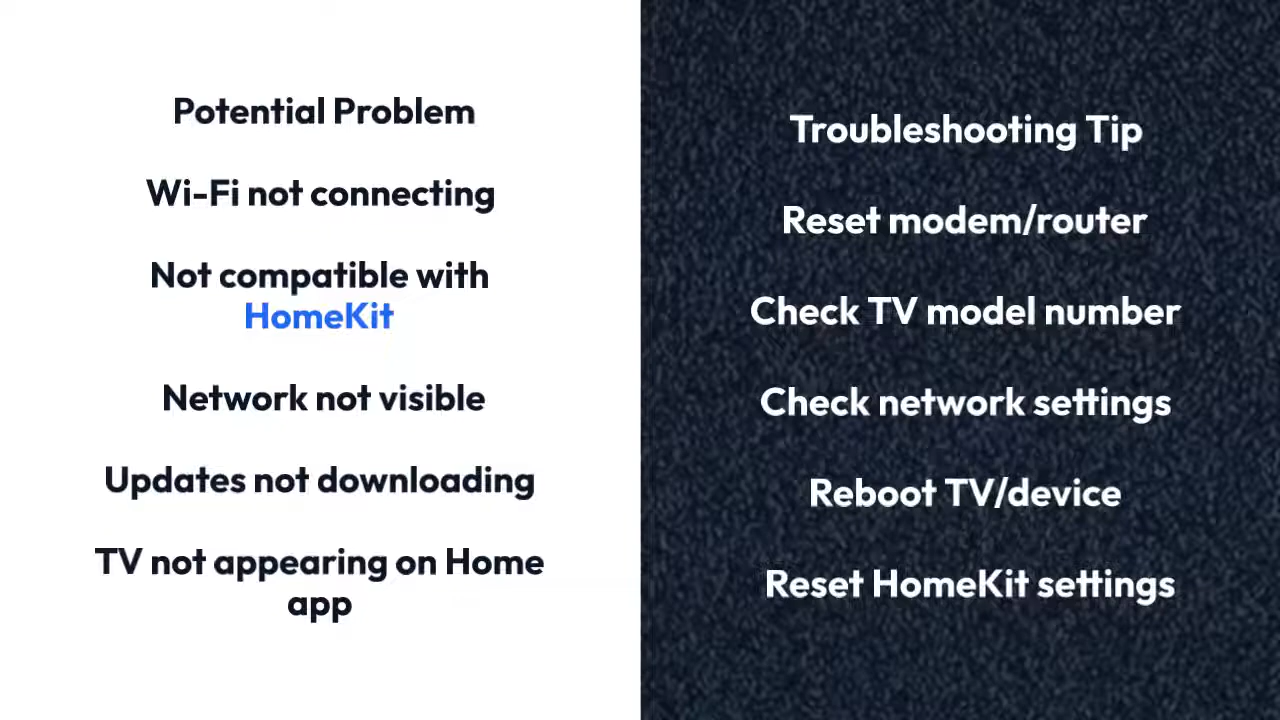 Potential Problem
Wi-Fi not connecting
Not compatible with
HomeKit
Network not visible
Updates not downloading
TV not appearing on Home
app
Troubleshooting Tip
Reset modem/router
Check TV model number
Check network settings
Reboot TV/device
Reset HomeKit settings